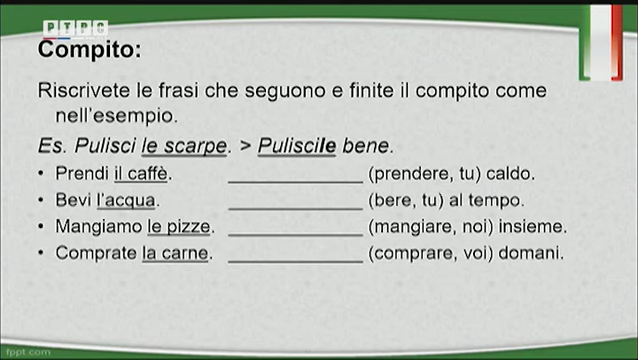 РТРС
Compito:
Riscrivete le frasi che seguono e finite il compito come
nell'esempio.
Es. Pulisci le scarpe. > Puliscile bene.
• Prendi il caffè. ______________ (prendere, tu) caldo.
• Bevi l'acqua. ______________ (bere, tu) al tempo.
• Mangiamo le pizze. ______________ (mangiare, noi) insieme.
• Comprate la carne. ______________ (comprare, voi) domani.
fppt.com